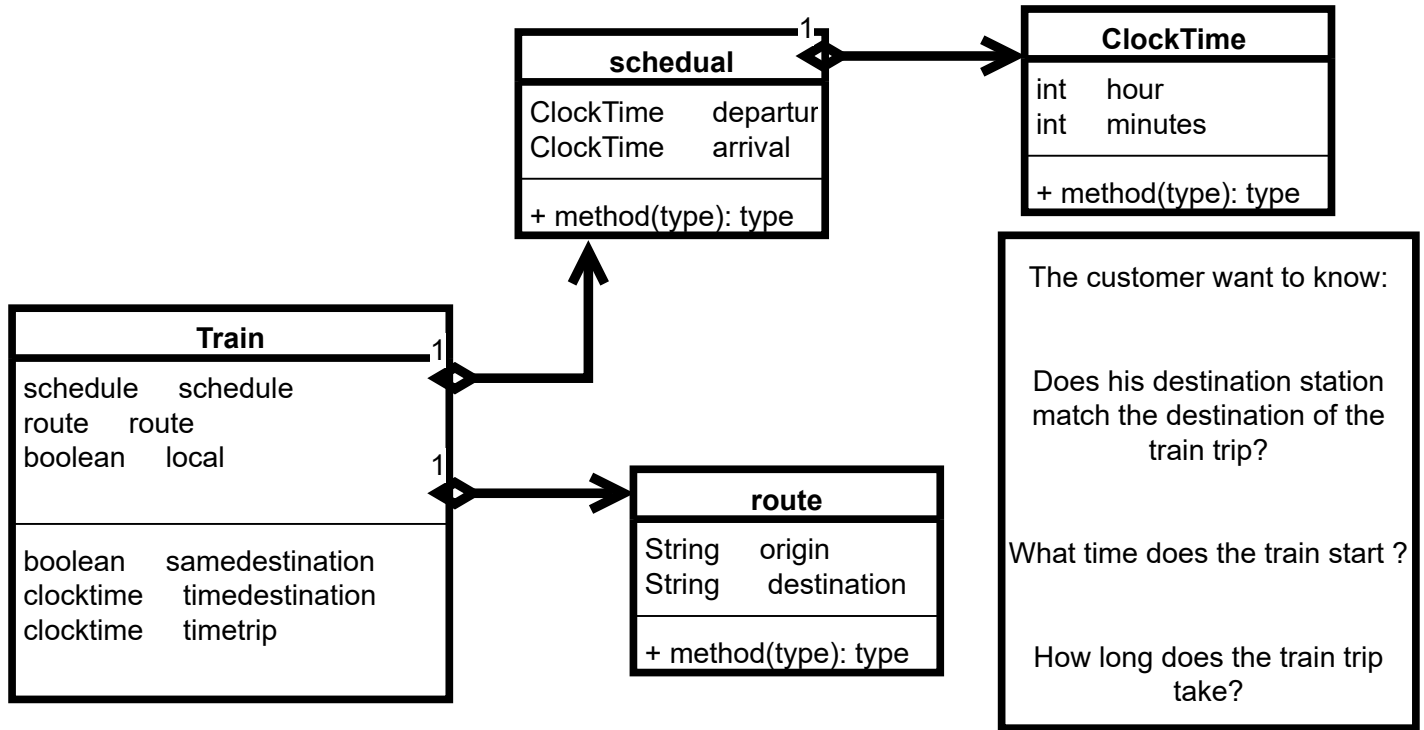 schedual
ClockTime departur
ClockTime arrival
+ method(type): type
1
ClockTime
int hour
int minutes
+ method(type): type
Train
schedule schedule
route route
boolean local
boolean samedestination
clocktime timedestination
clocktime timetrip
1
1
route
String origin
String destination
+ method(type): type
The customer want to know:
Does his destination station
match the destination of the
train trip?
What time does the train start ?
How long does the train trip
take?